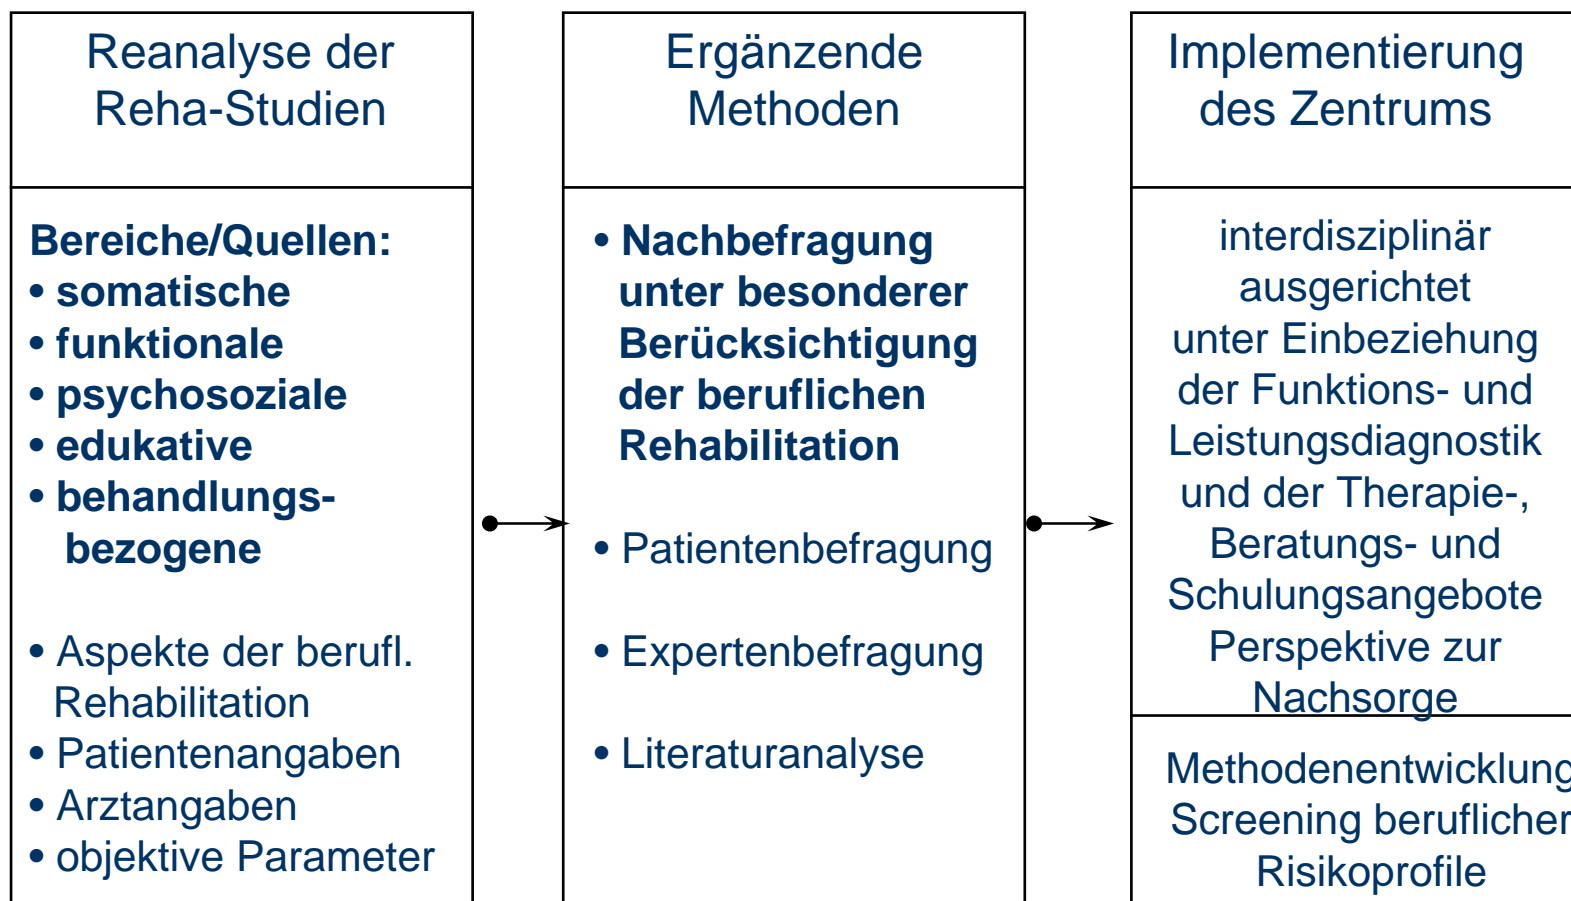 Reanalyse der
Reha-Studien
Bereiche/Quellen:
• somatische
• funktionale
• psychosoziale
• edukative
• behandlungs-
bezogene
• Aspekte der berufl.
Rehabilitation
• Patientenangaben
• Arztangaben
• objektive Parameter
Ergänzende
Methoden
• Nachbefragung
unter besonderer
Berücksichtigung
der beruflichen
Rehabilitation
• Patientenbefragung
• Expertenbefragung
• Literaturanalyse
Implementierung
des Zentrums
interdisziplinär
ausgerichtet
unter Einbeziehung
der Funktions- und
Leistungsdiagnostik
und der Therapie-,
Beratungs- und
Schulungsangebote
Perspektive zur
Nachsorge
Methodenentwicklung
Screening beruflicher
Risikoprofile